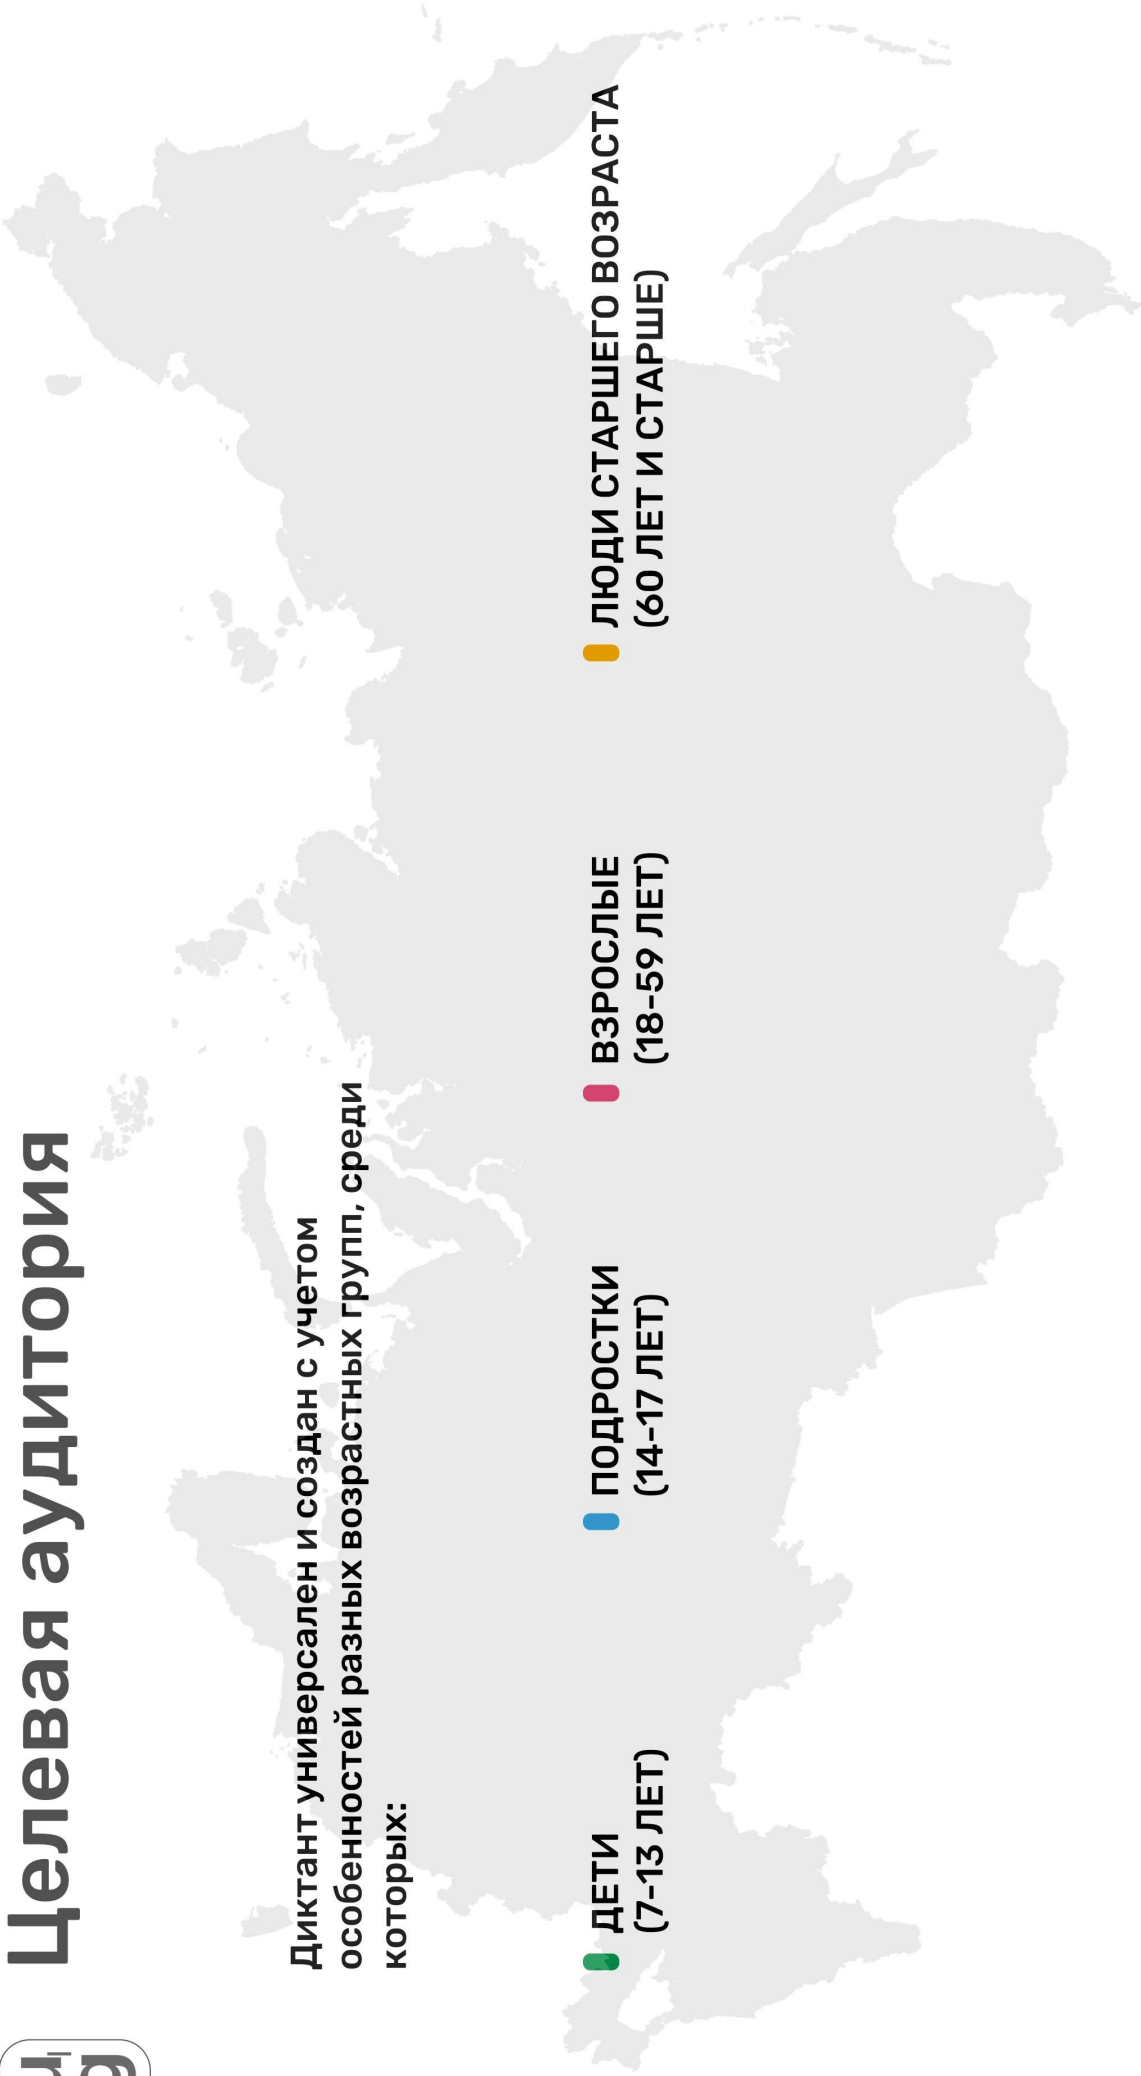 Целевая аудитория
Диктант универсален и создан с учетом
особенностей разных возрастных групп, среди
которых:
ДЕТИ
(7–13 ЛЕТ)
ПОДРОСТКИ
(14–17 ЛЕТ)
ВЗРОСЛЫЕ
(18–59 ЛЕТ)
ЛЮДИ СТАРШЕГО ВОЗРАСТА
(60 ЛЕТ И СТАРШЕ)